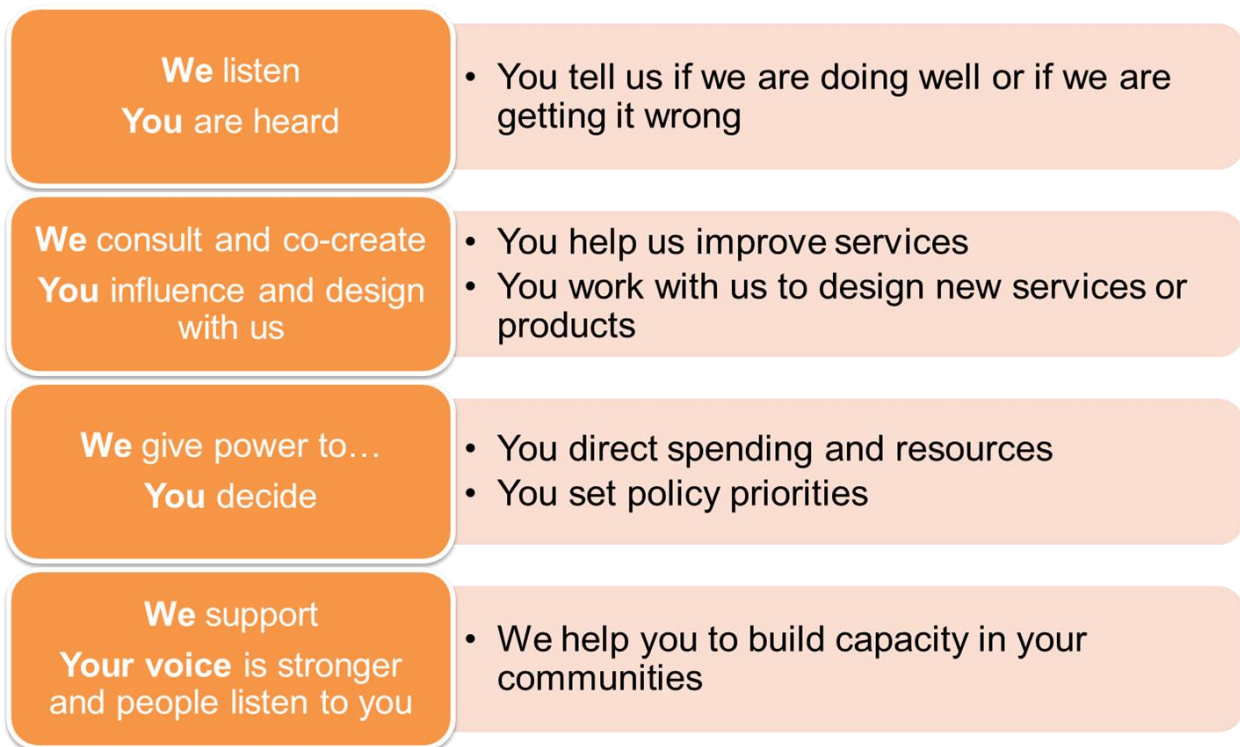 We listen
You are heard
• You tell us if we are doing well or if we are
getting it wrong
We consult and co-create
You influence and design
with us
• You help us improve services
• You work with us to design new services or
products
We give power to…
You decide
• You direct spending and resources
• You set policy priorities
We support
Your voice is stronger
and people listen to you
• We help you to build capacity in your
communities